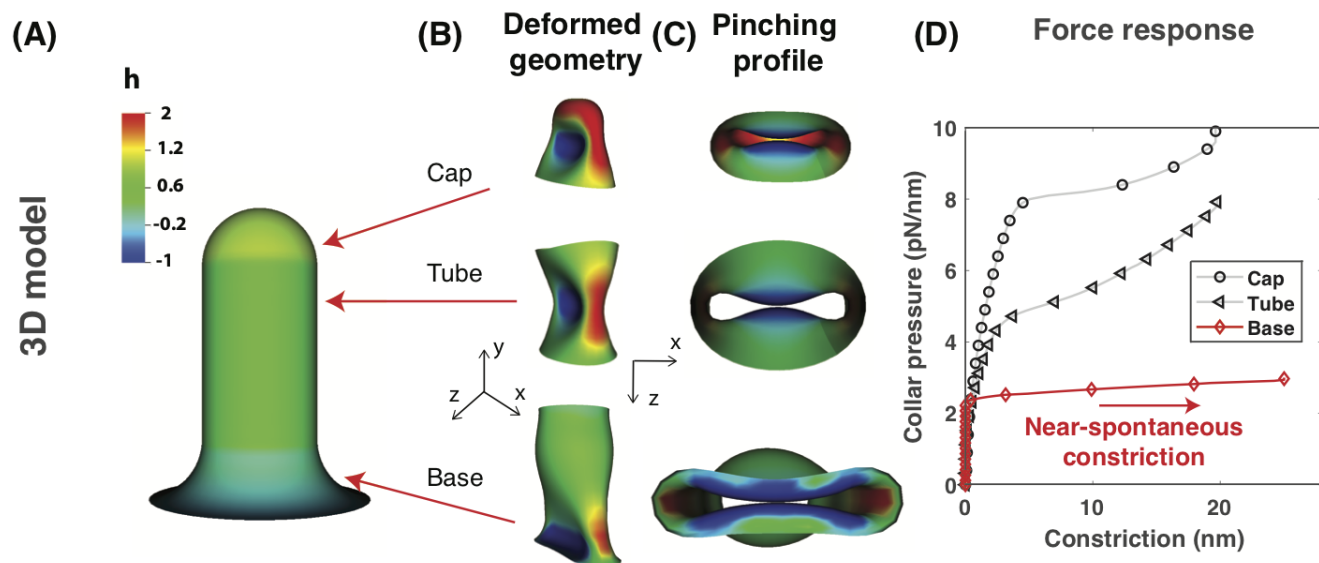 (A)
(B)
Deformed
geometry
(C)
Pinching
profile
(D)
Force response
3D model
h
2
1.2
0.6
-0.2
-1
Cap
Tube
Base
y
z
x
x
z
Collar pressure (pN/nm)
10
8
6
4
2
0
Cap
Tube
Base
Near-spontaneous
constriction
0
10
20
Constriction (nm)